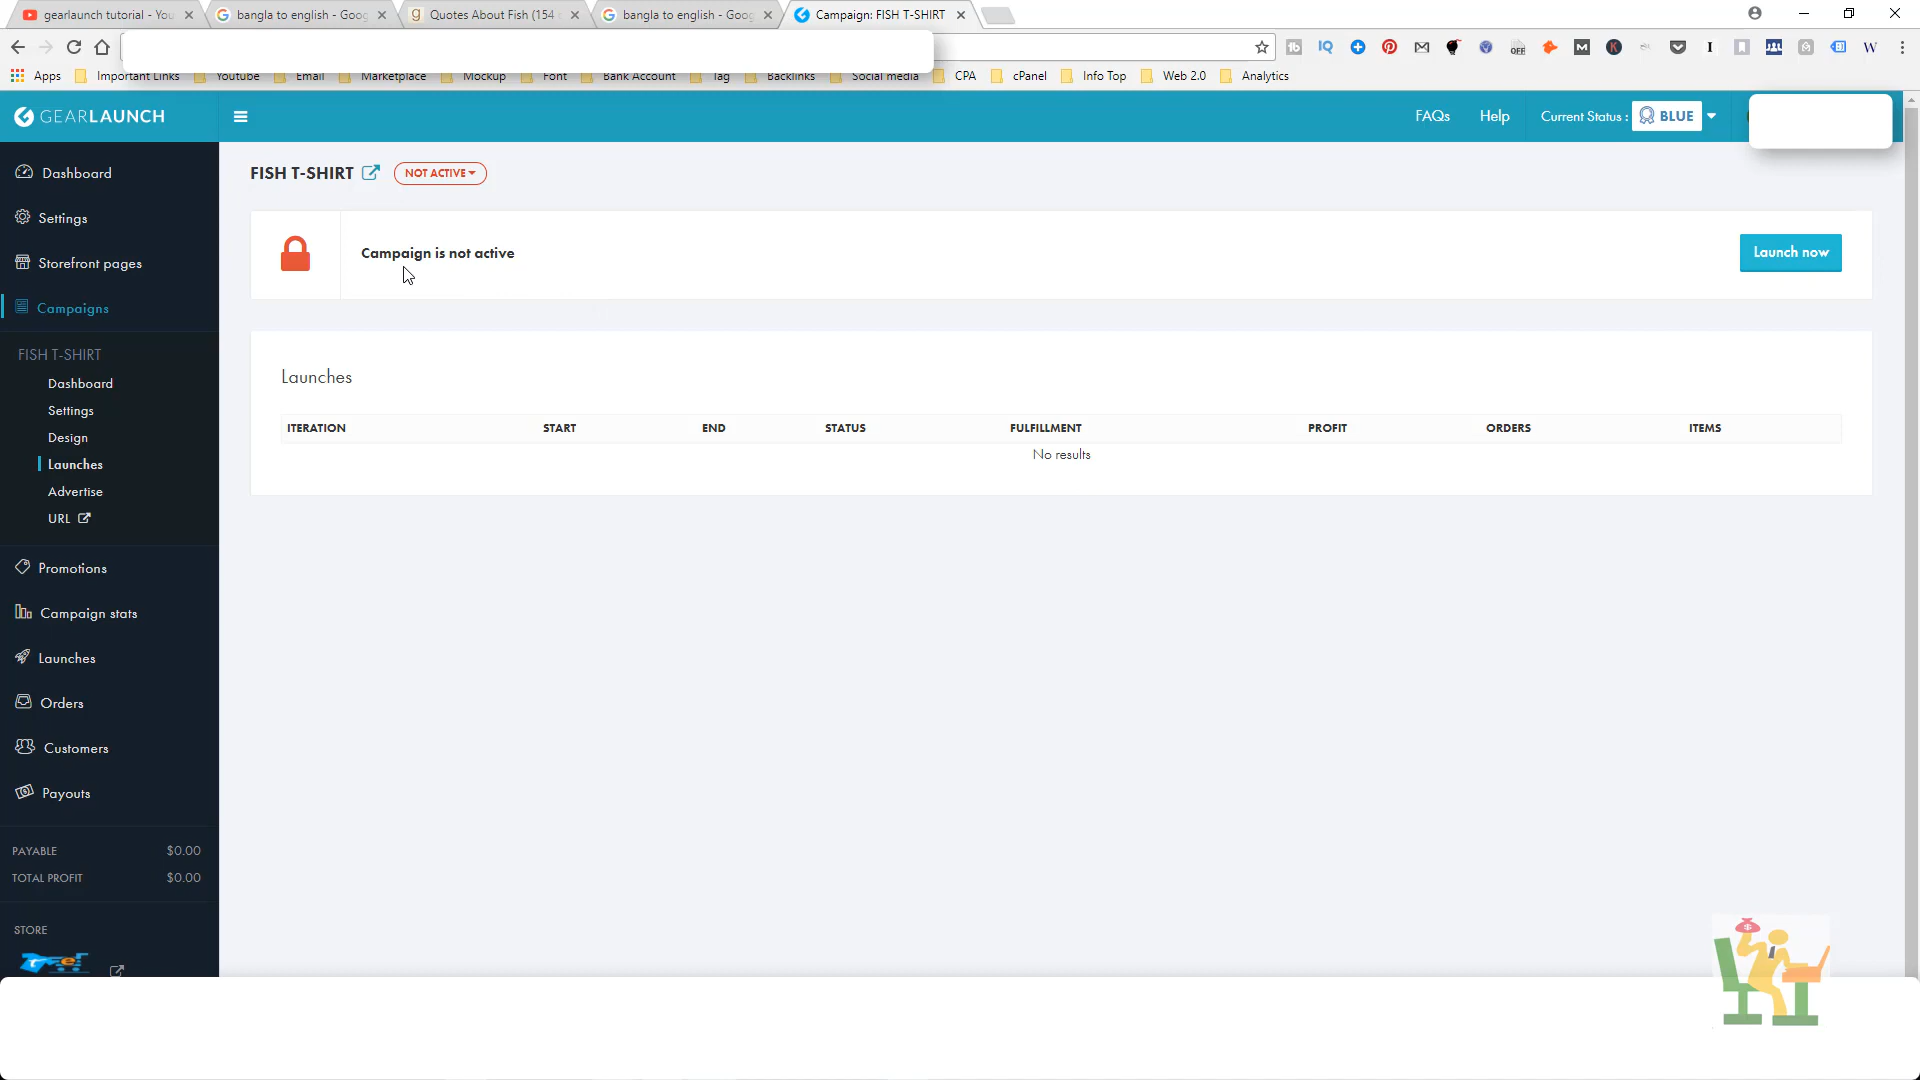 gearlaunch tutorial - You
bangla to english - Goog
Quotes About Fish (154
bangla to english - Goog
Campaign: FISH T-SHIRT
Apps
Important Links
Youtube
Email
Marketplace
Mockup
Font
Bank Account
Tag
Backlinks
Social media
CPA
cPanel
Info Top
Web 2.0
Analytics
GEARLAUNCH
FAQs
Help
Current Status :
BLUE
Dashboard
Settings
Storefront pages
Campaigns
FISH T-SHIRT
Dashboard
Settings
Design
Launches
Advertise
URL
Promotions
Campaign stats
Launches
Orders
Customers
Payouts
PAYABLE $0.00
TOTAL PROFIT $0.00
STORE
FISH T-SHIRT
NOT ACTIVE
Campaign is not active
Launch now
Launches
ITERATION START END STATUS FULFILLMENT PROFIT ORDERS ITEMS
No results